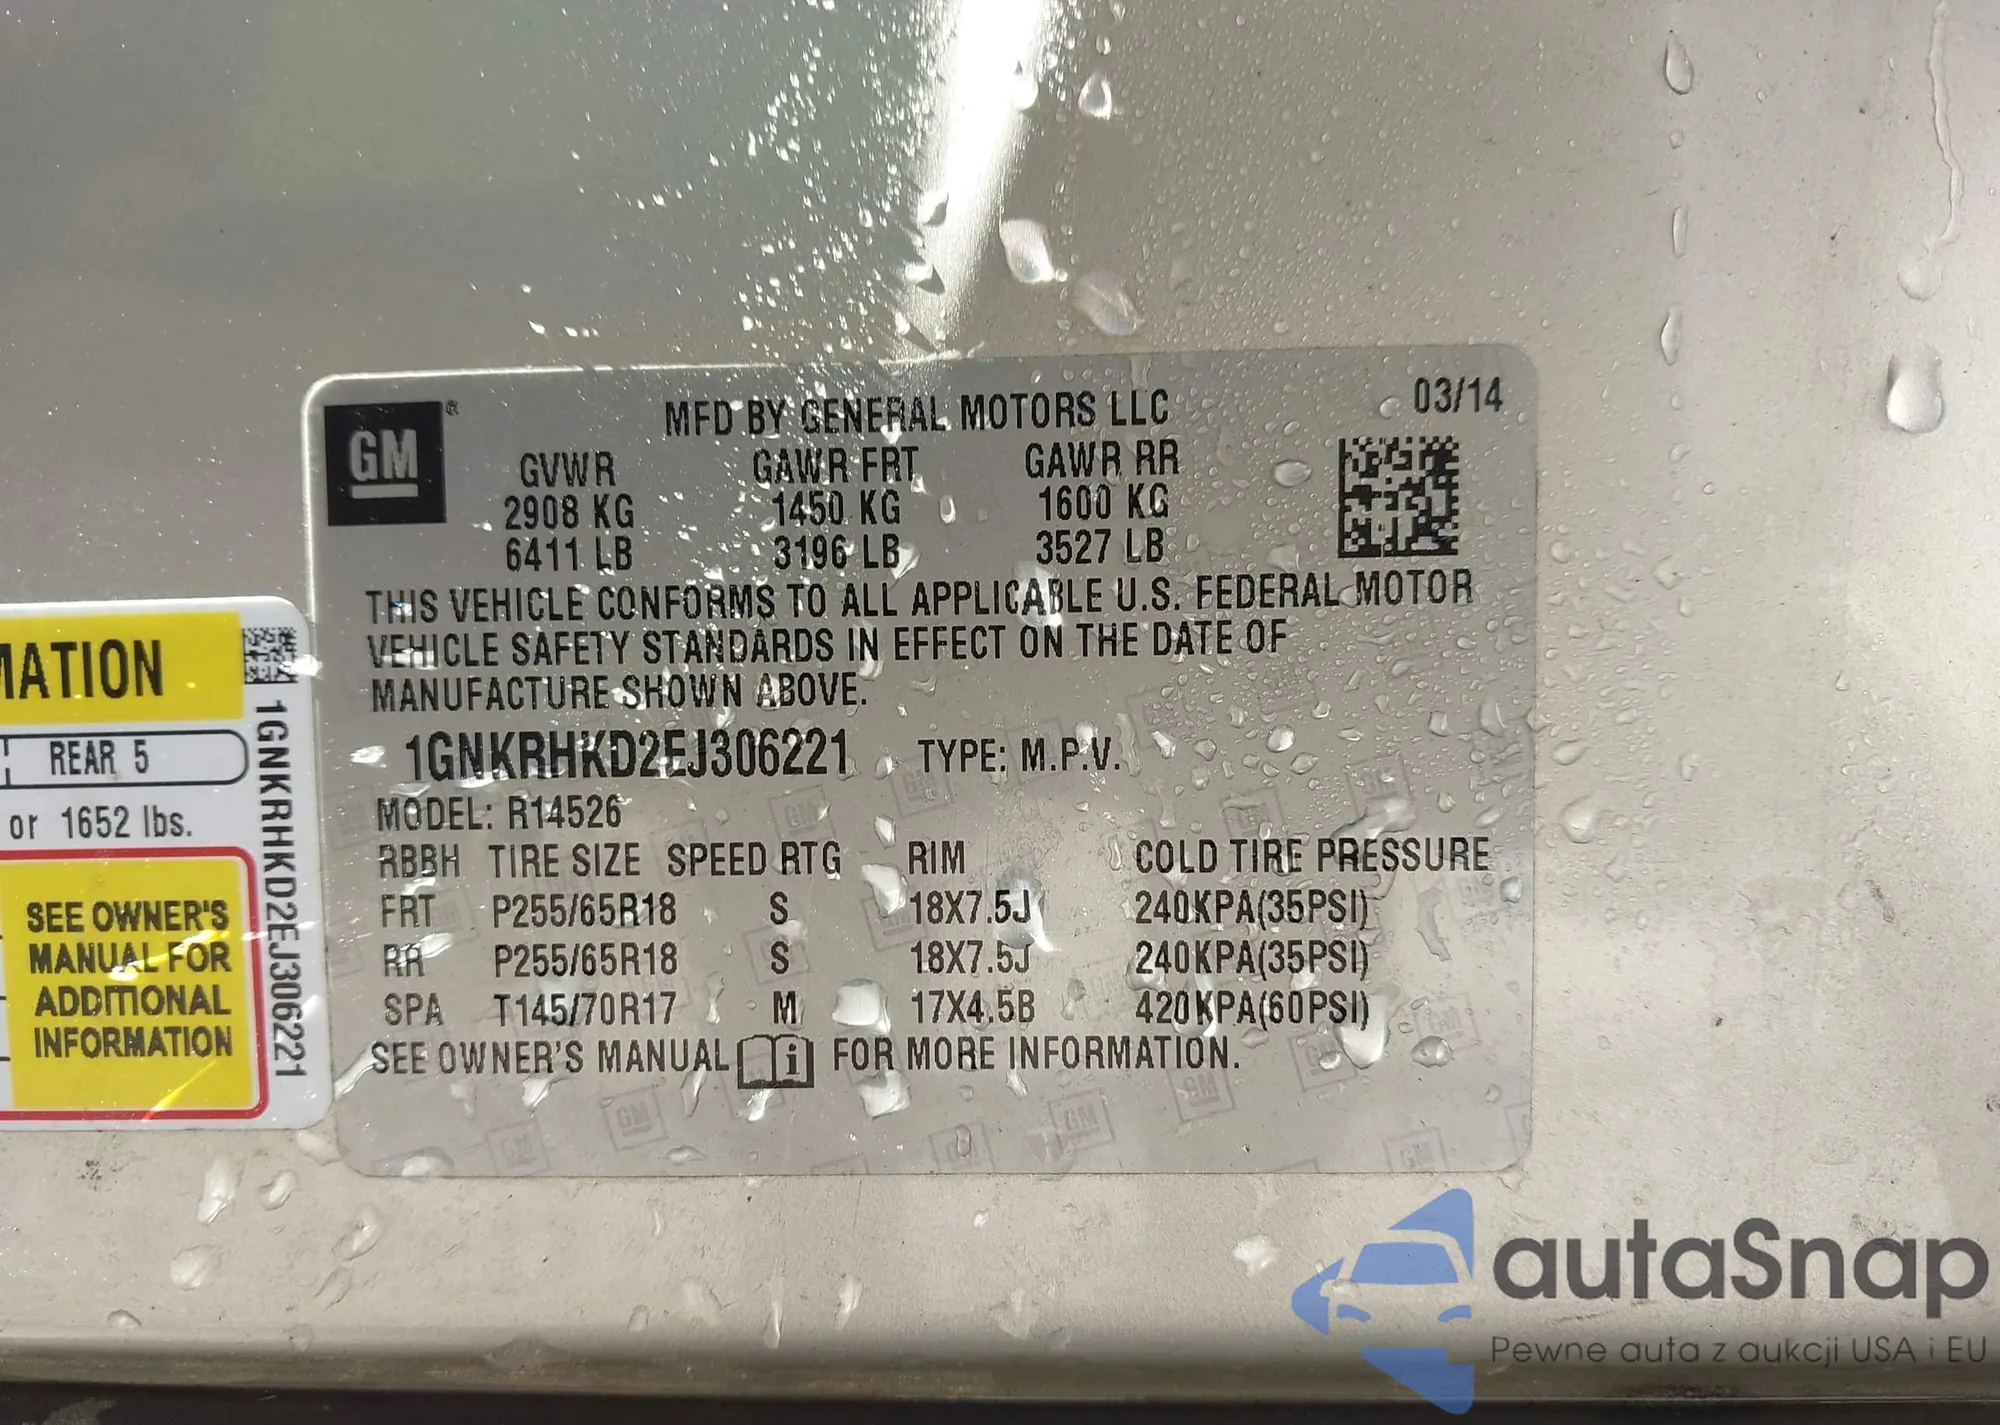 MFD BY GENERAL MOTORS LLC
03/14
GM
GVWR GAWR FRT GAWR RR
2908 KG 1450 KG 1600 KG
6411 LB 3196 LB 3527 LB
THIS VEHICLE CONFORMS TO ALL APPLICABLE U.S. FEDERAL MOTOR
VEHICLE SAFETY STANDARDS IN EFFECT ON THE DATE OF
MANUFACTURE SHOWN ABOVE.
1GNKRHKD2EJ306221 TYPE: M.P.V.
MODEL: R14526
RBBH TIRE SIZE SPEED RTG RIM COLD TIRE PRESSURE
FRT P255/65R18 S 18X7.5J 240KPA(35PSI)
RR P255/65R18 S 18X7.5J 240KPA(35PSI)
SPA T145/70R17 M 17X4.5B 420KPA(60PSI)
SEE OWNER'S MANUAL i FOR MORE INFORMATION.
MATION
REAR 5
or 1652 lbs.
SEE OWNER'S
MANUAL FOR
ADDITIONAL
INFORMATION
1GNKRHKD2EJ306221
autaSnap
Pewne auta z aukcji USA i EU